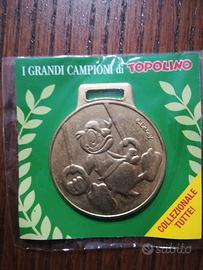 I GRANDI CAMPIONI di TOPOLINO
COLLEZIONALE
TUTTE!
subito